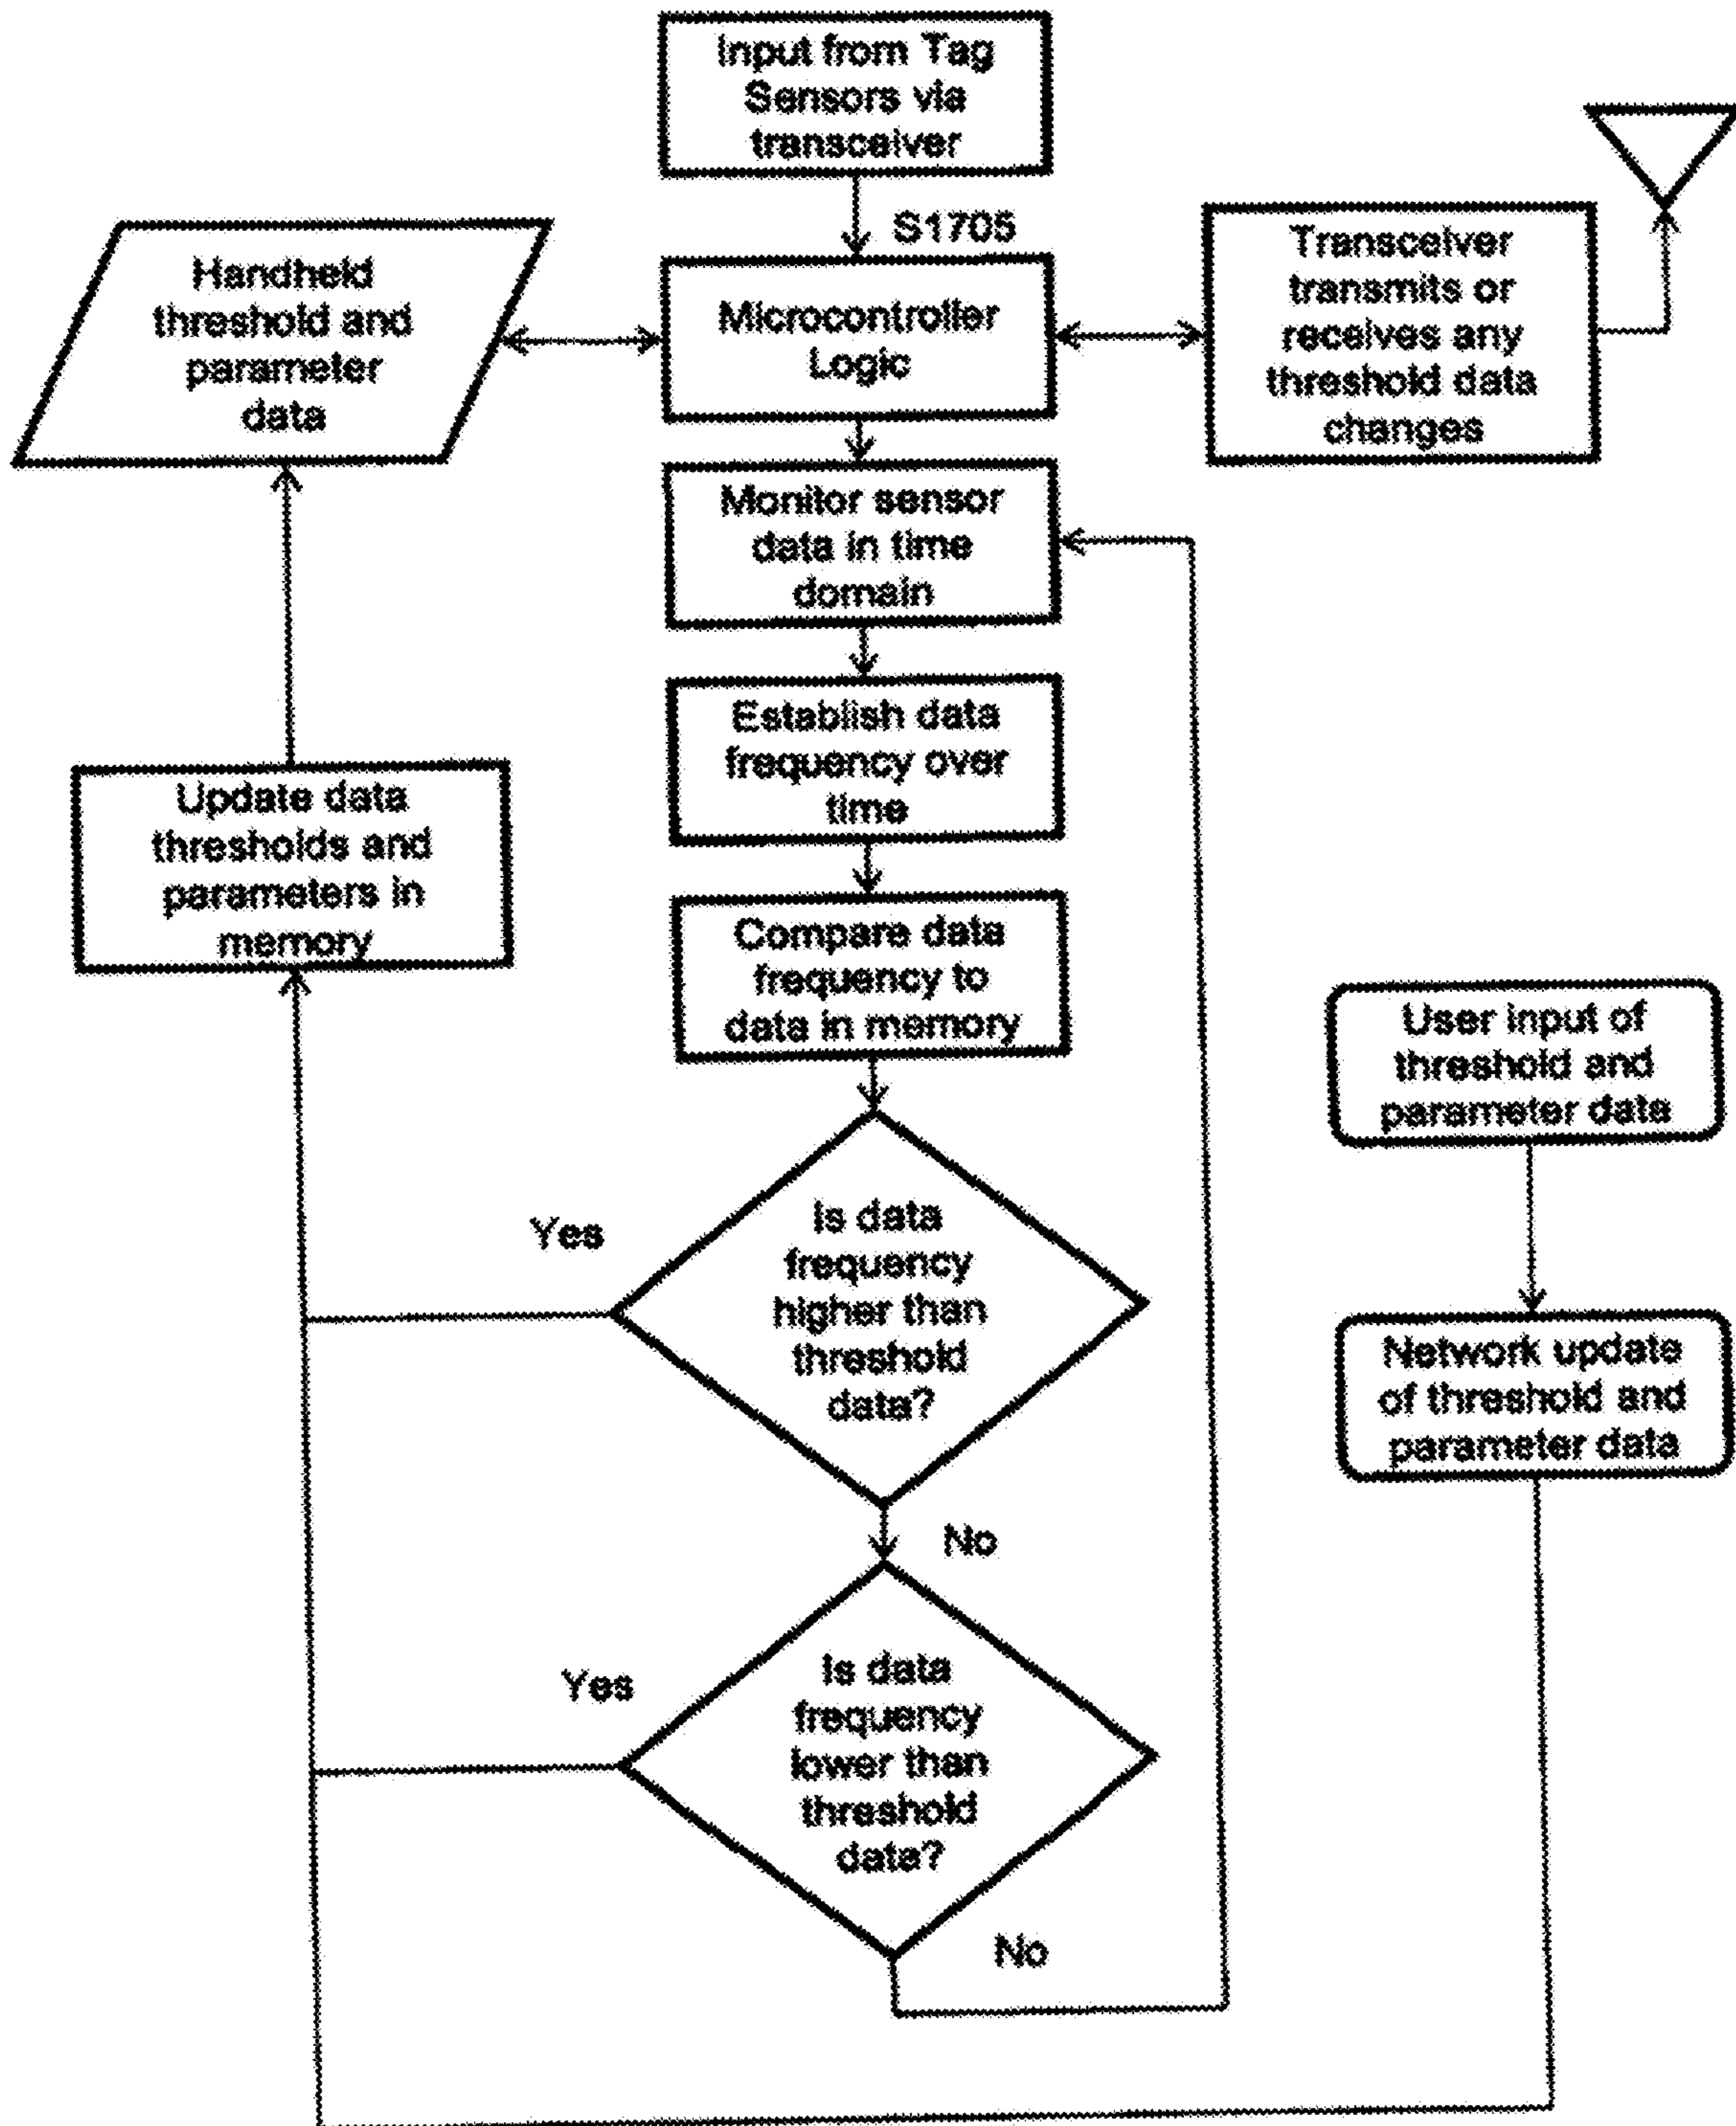 Input from Tag
Sensors via
transceiver
S1705
Handheld
threshold and
parameter
data
Microcontroller
Logic
Transceiver
transmits or
receives any
threshold data
changes
Monitor sensor
data in time
domain
Establish data
frequency over
time
Update data
thresholds and
parameters in
memory
Compare data
frequency to
data in memory
User input of
threshold and
parameter data
Yes
Is data
frequency
higher than
threshold
data?
Network update
of threshold and
parameter data
No
Yes
Is data
frequency
lower than
threshold
data?
No